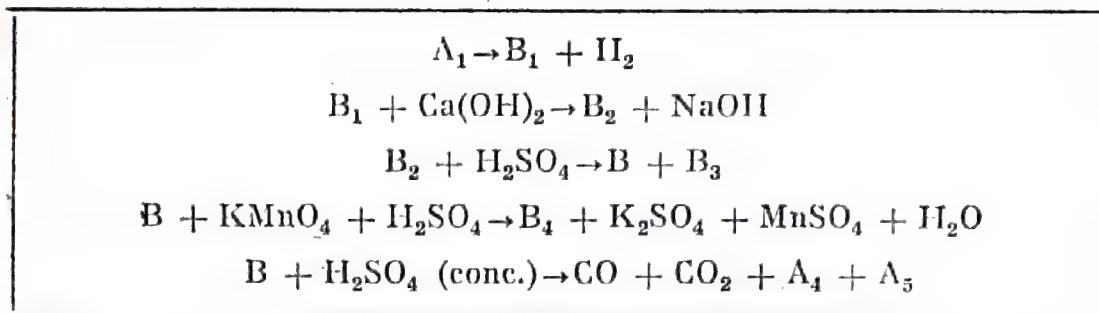 A₁→B₁ + H₂
B₁ + Ca(OH)₂→B₂ + NaOH
B₂ + H₂SO₄→B + B₃
B + KMnO₄ + H₂SO₄→B₄ + K₂SO₄ + MnSO₄ + H₂O
B + H₂SO₄ (conc.)→CO + CO₂ + A₄ + A₅